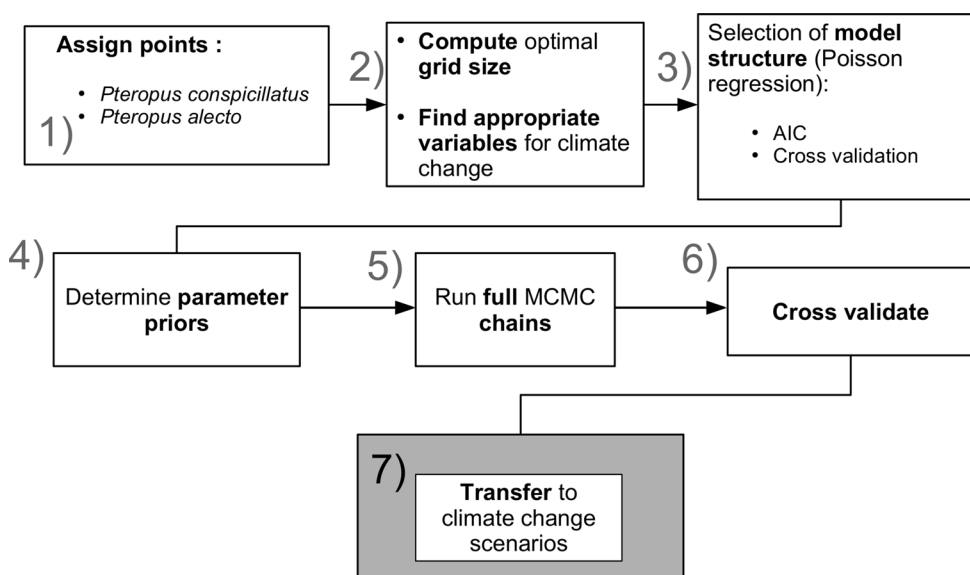 Assign points :
• Pteropus conspicillatus
• Pteropus alecto
1)
2)
• Compute optimal
grid size
• Find appropriate
variables for climate
change
3)
Selection of model
structure (Poisson
regression):
• AIC
• Cross validation
4)
Determine parameter
priors
5)
Run full MCMC
chains
6)
Cross validate
7)
Transfer to
climate change
scenarios